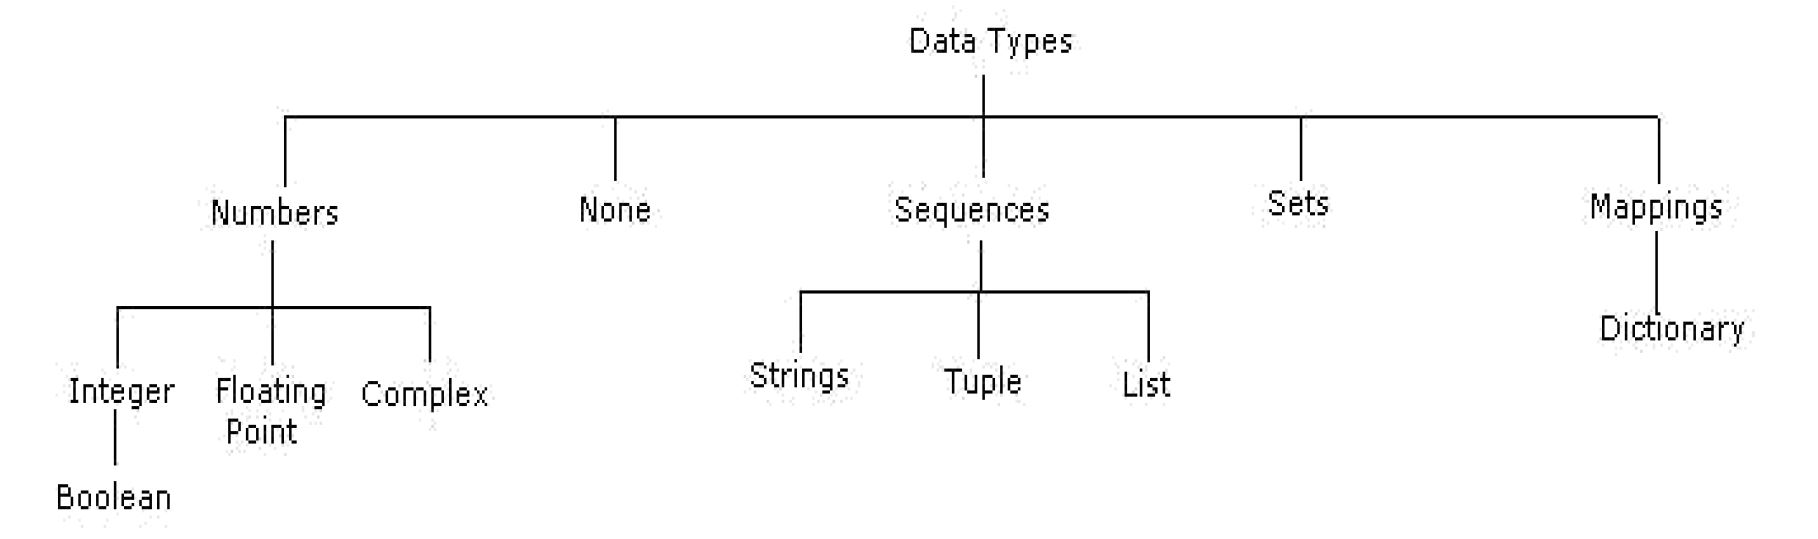 Data Types
Numbers
None
Sequences
Sets
Mappings
Integer
Floating
Point
Complex
Strings
Tuple
List
Dictionary
Boolean